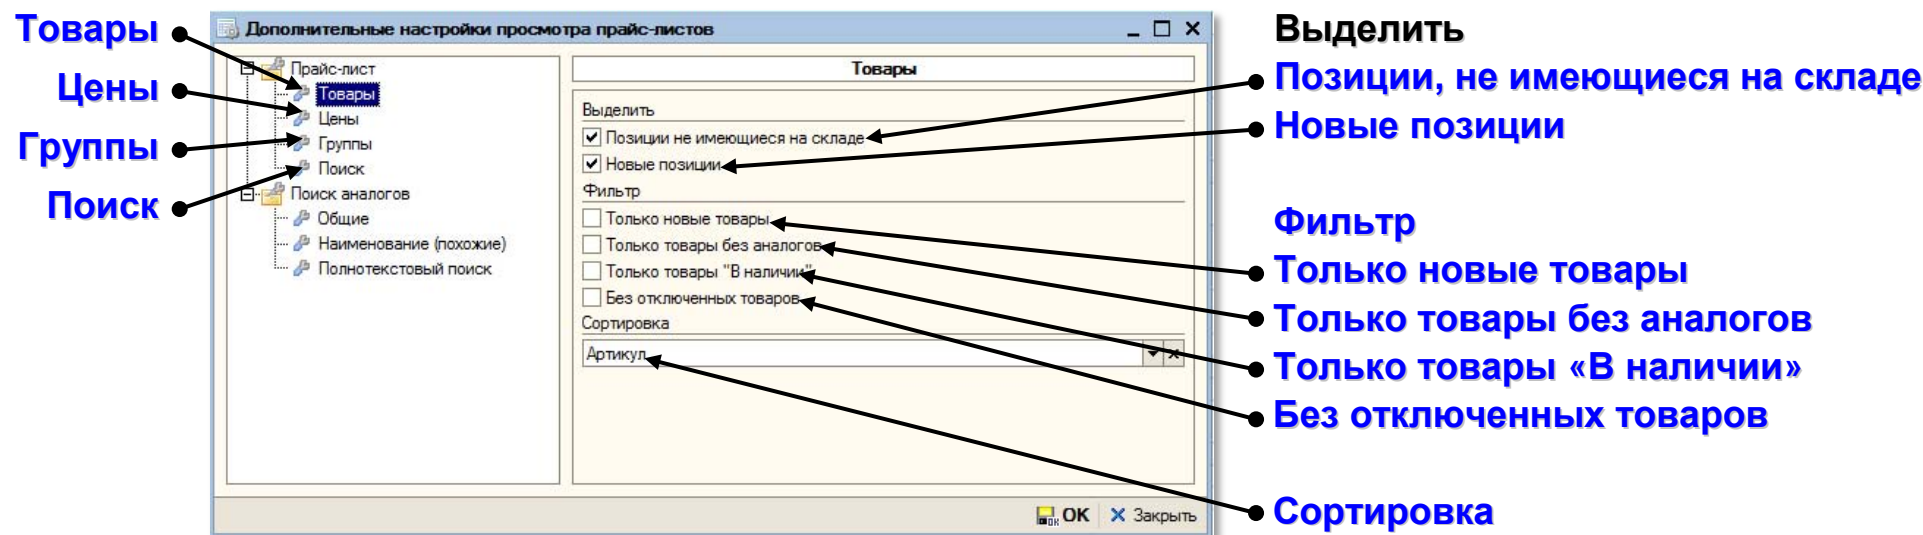 Товары
Цены
Группы
Поиск
Дополнительные настройки просмотра прайс-листов
Прайс-лист
Товары
Цены
Группы
Поиск
Поиск аналогов
Общие
Наименование (похожие)
Полнотекстовый поиск
Товары
Выделить
Позиции не имеющиеся на складе
Новые позиции
Фильтр
Только новые товары
Только товары без аналогов
Только товары "В наличии"
Без отключенных товаров
Сортировка
Артикул
OK
Закрыть
Выделить
Позиции, не имеющиеся на складе
Новые позиции
Фильтр
Только новые товары
Только товары без аналогов
Только товары «В наличии»
Без отключенных товаров
Сортировка